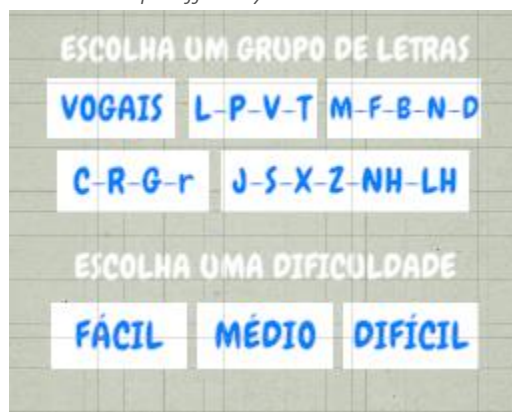 ESCOLHA UM GRUPO DE LETRAS
VOGAIS L-P-V-T M-F-B-N-D
C-R-G-r J-S-X-Z-NH-LH
ESCOLHA UMA DIFICULDADE
FÁCIL MÉDIO DIFÍCIL